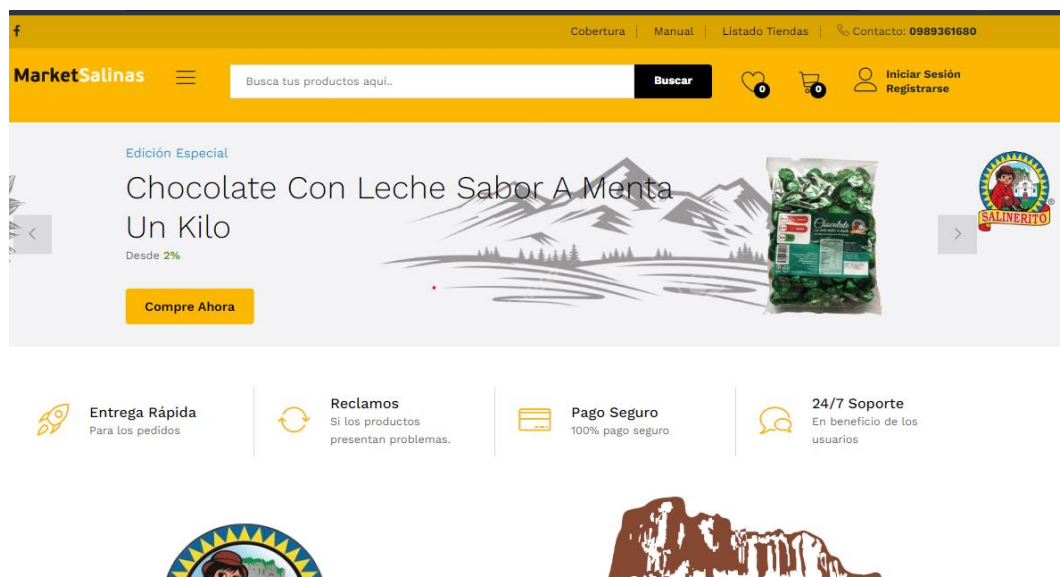 Cobertura | Manual | Listado Tiendas | Contacto: 0989361680
MarketSalinas
Busca tus productos aquí..
Buscar
0
0
Iniciar Sesión
Registrarse
Edición Especial
Chocolate Con Leche Sabor A Menta
Un Kilo
Desde 2%
Compre Ahora
Chocolate
SALINERITO
Entrega Rápida
Para los pedidos
Reclamos
Si los productos
presentan problemas.
Pago Seguro
100% pago seguro
24/7 Soporte
En beneficio de los
usuarios